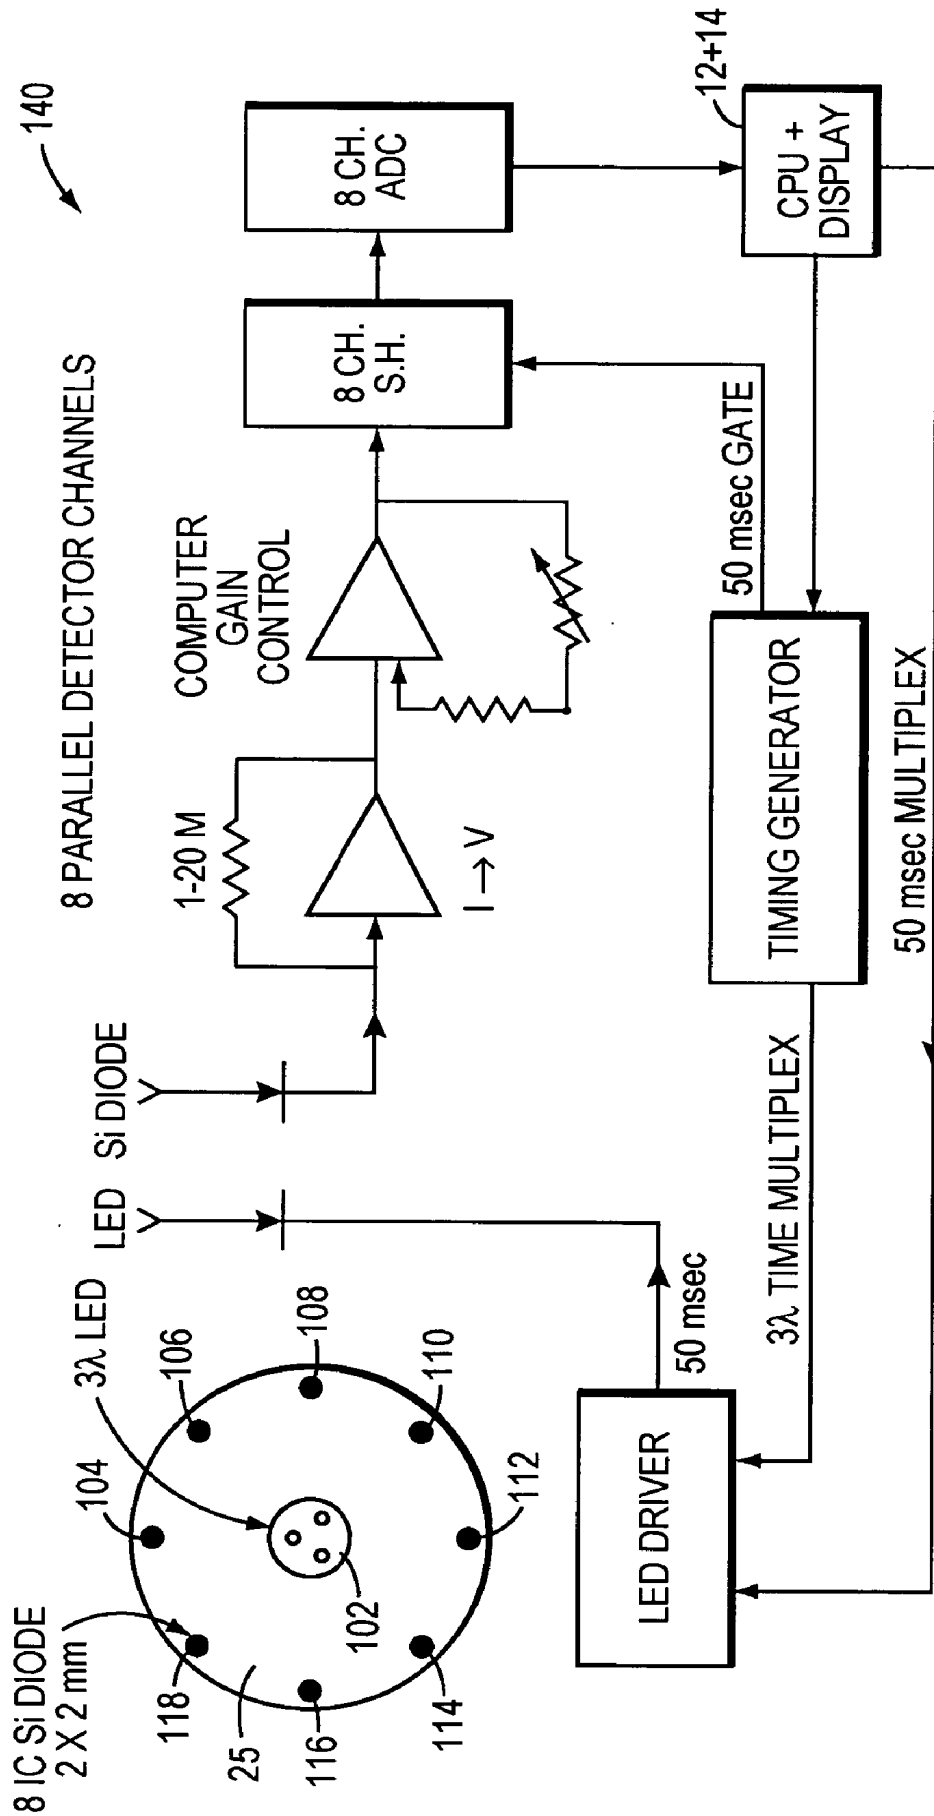 140
8 PARALLEL DETECTOR CHANNELS
8 IC Si DIODE
2 X 2 mm
3λ LED
104
106
108
110
112
114
116
118
25
102
LED
Si DIODE
1-20 M
I → V
COMPUTER
GAIN
CONTROL
8 CH.
S.H.
8 CH.
ADC
12+14
CPU +
DISPLAY
50 msec GATE
TIMING GENERATOR
3λ TIME MULTIPLEX
50 msec
LED DRIVER
50 msec MULTIPLEX